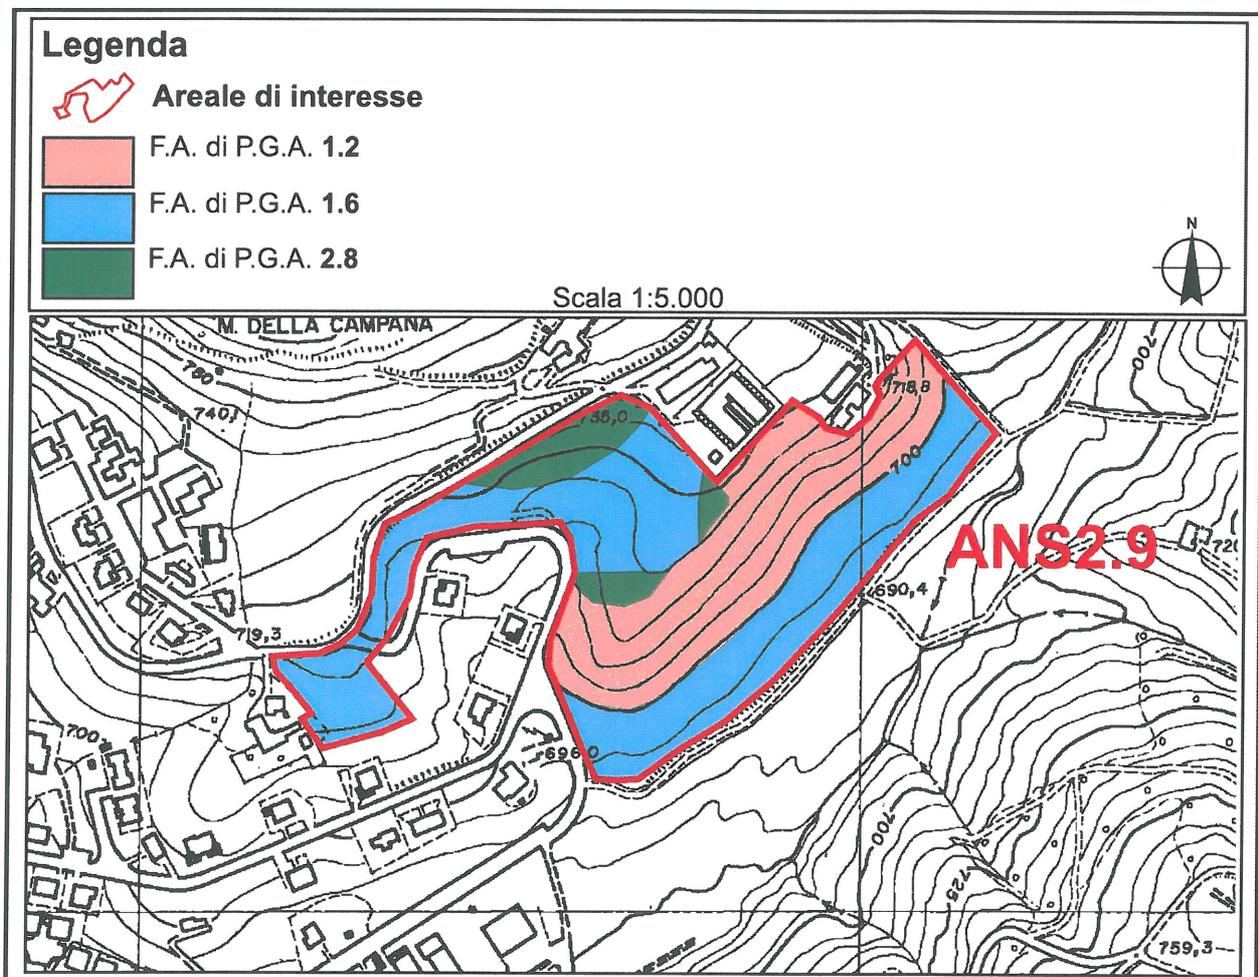 Legenda
Areale di interesse
F.A. di P.G.A. 1.2
F.A. di P.G.A. 1.6
F.A. di P.G.A. 2.8
N
Scala 1:5.000
M. DELLA CAMPANA
760
740,1
735,0
718,8
700
700
ANS2.9
690,4
719,3
700
696,0
700
725
759,3